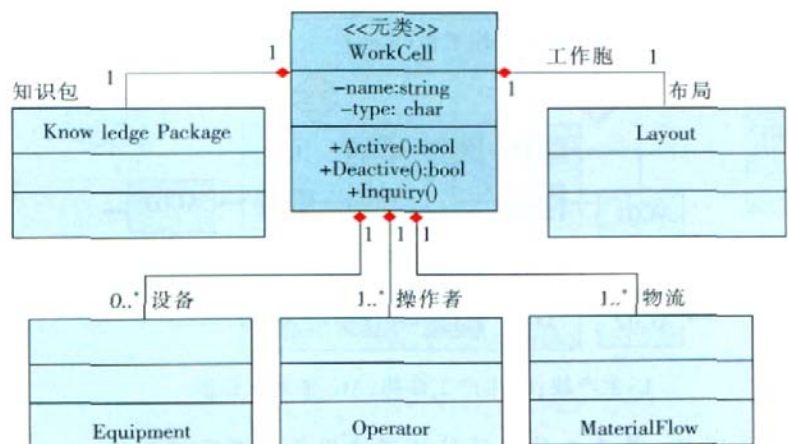 <<元类>>
WorkCell
1
工作胞 1
知识包
1
-name:string
-type: char
1
布局
Know ledge Package
+Active():bool
+Deactive():bool
+Inquiry()
Layout
1 1 1
0..* 设备
1..* 操作者
1..* 物流
Equipment
Operator
MaterialFlow